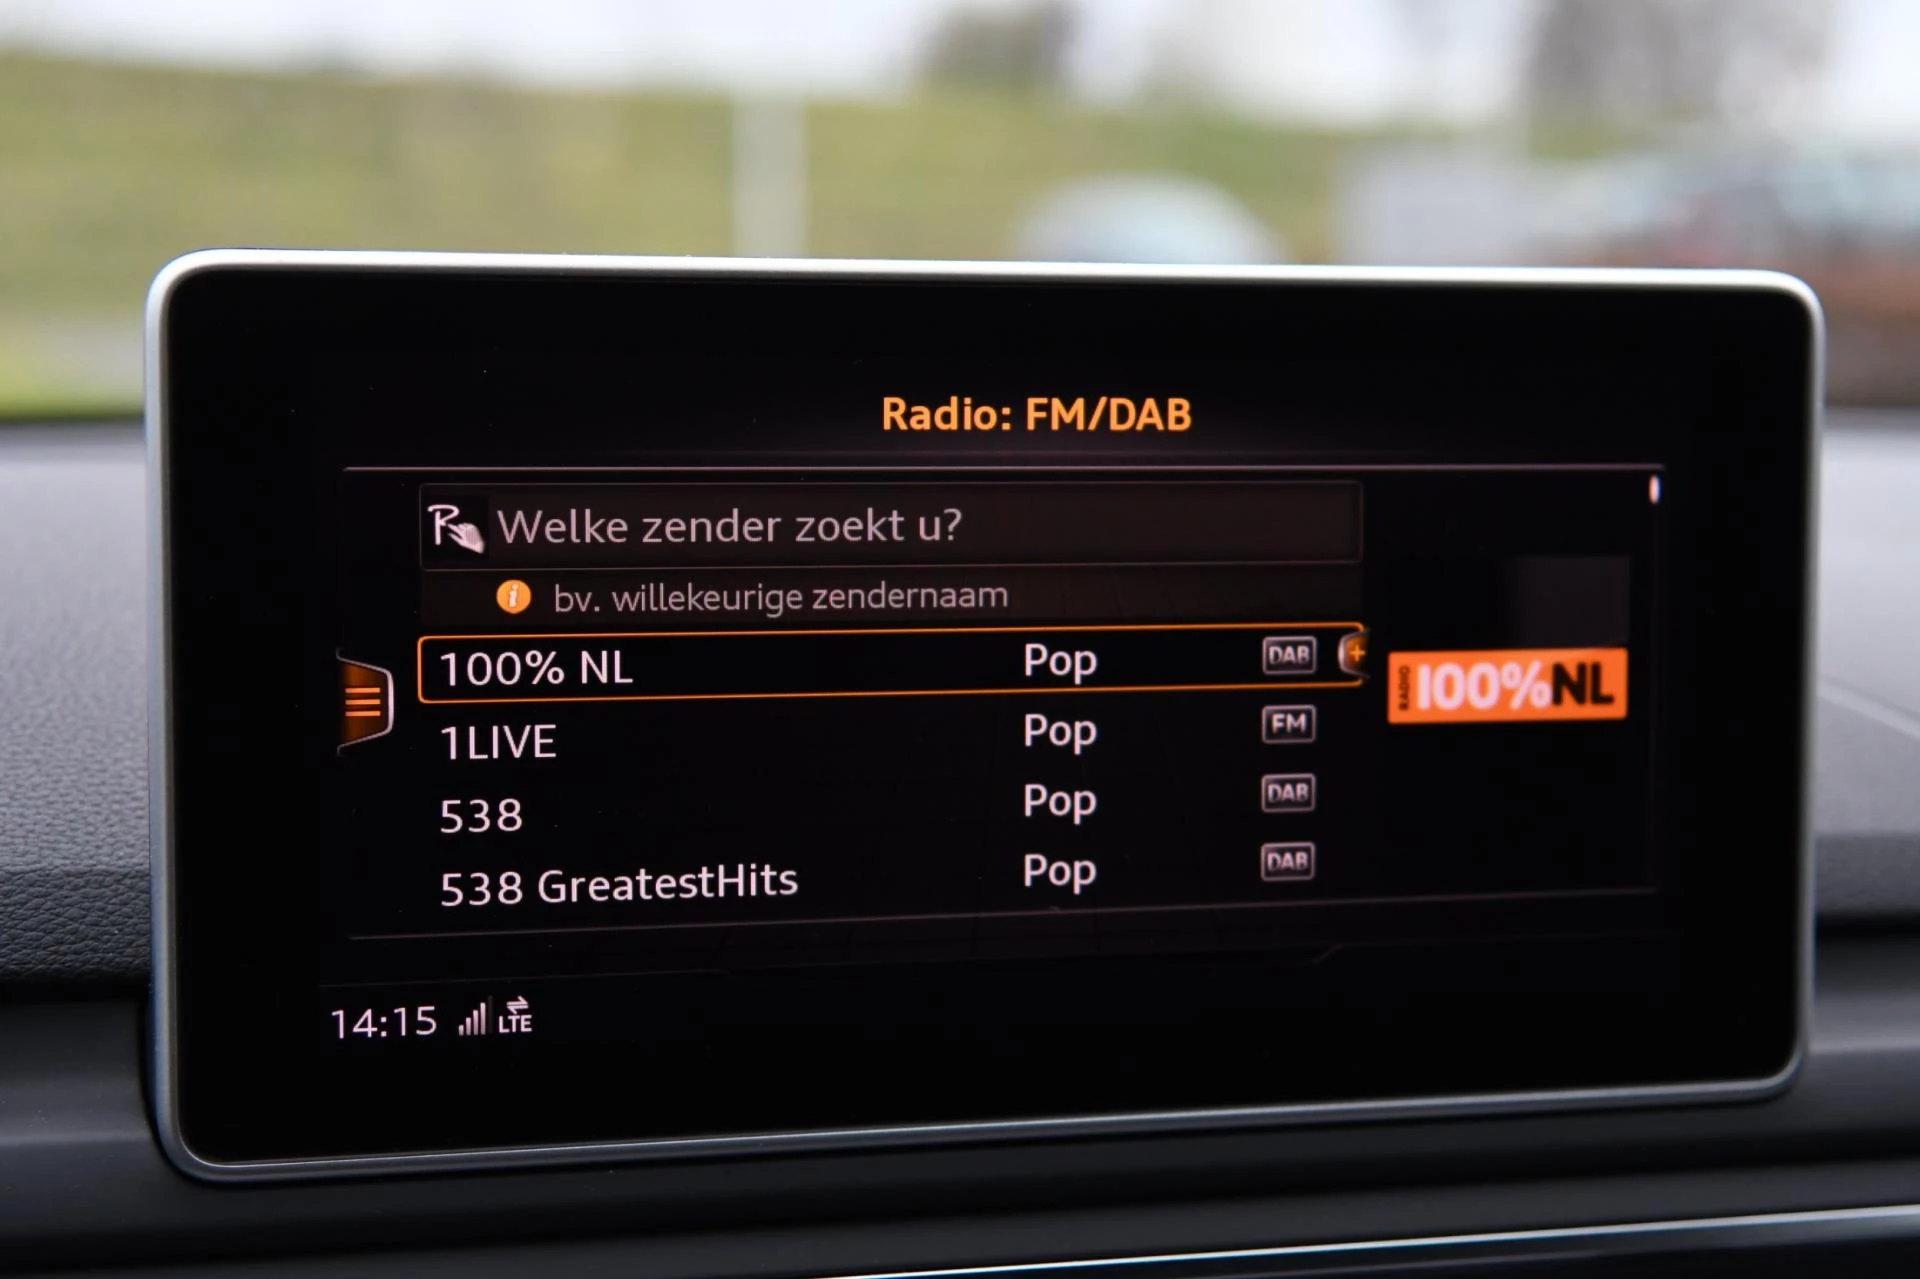 Radio: FM/DAB
Welke zender zoekt u?
bv. willekeurige zendernaam
100% NL Pop DAB
RADIO 100%NL
1LIVE Pop FM
538 Pop DAB
538 GreatestHits Pop DAB
14:15 LTE